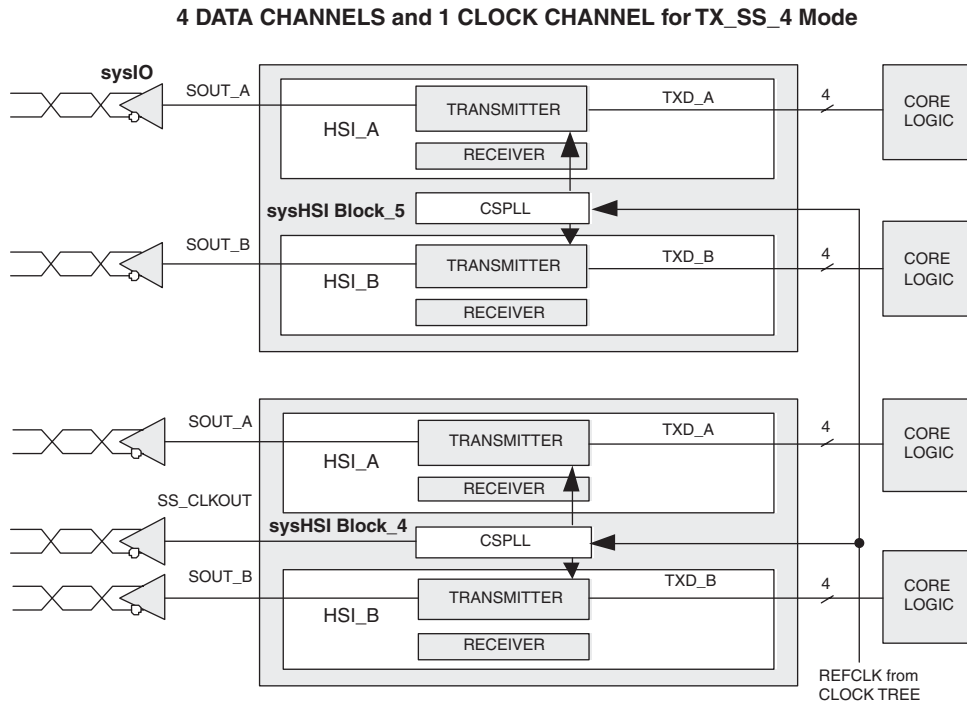 4 DATA CHANNELS and 1 CLOCK CHANNEL for TX_SS_4 Mode
sysIO
SOUT_A
HSI_A
TRANSMITTER
RECEIVER
TXD_A
4
CORE
LOGIC
sysHSI Block_5
CSPLL
SOUT_B
HSI_B
TRANSMITTER
RECEIVER
TXD_B
4
CORE
LOGIC
SOUT_A
HSI_A
TRANSMITTER
RECEIVER
TXD_A
4
CORE
LOGIC
SS_CLKOUT
sysHSI Block_4
CSPLL
SOUT_B
HSI_B
TRANSMITTER
RECEIVER
TXD_B
4
CORE
LOGIC
REFCLK from
CLOCK TREE